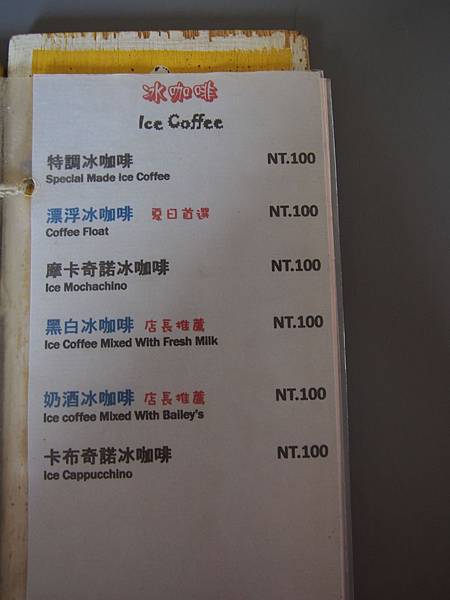 冰咖啡
Ice Coffee
特調冰咖啡 NT.100
Special Made Ice Coffee
漂浮冰咖啡 夏日首選 NT.100
Coffee Float
摩卡奇諾冰咖啡 NT.100
Ice Mochachino
黑白冰咖啡 店長推薦 NT.100
Ice Coffee Mixed With Fresh Milk
奶酒冰咖啡 店長推薦 NT.100
Ice coffee Mixed With Bailey's
卡布奇諾冰咖啡 NT.100
Ice Cappucchino